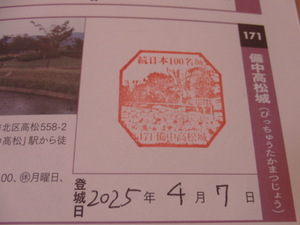 171
備中高松城(びっちゅうたかまつじょう)
続日本100名城
171 備中高松城
北区高松558-2
中高松」駅から徒
:00、㊡月曜日、
登城日 2025年4月7日